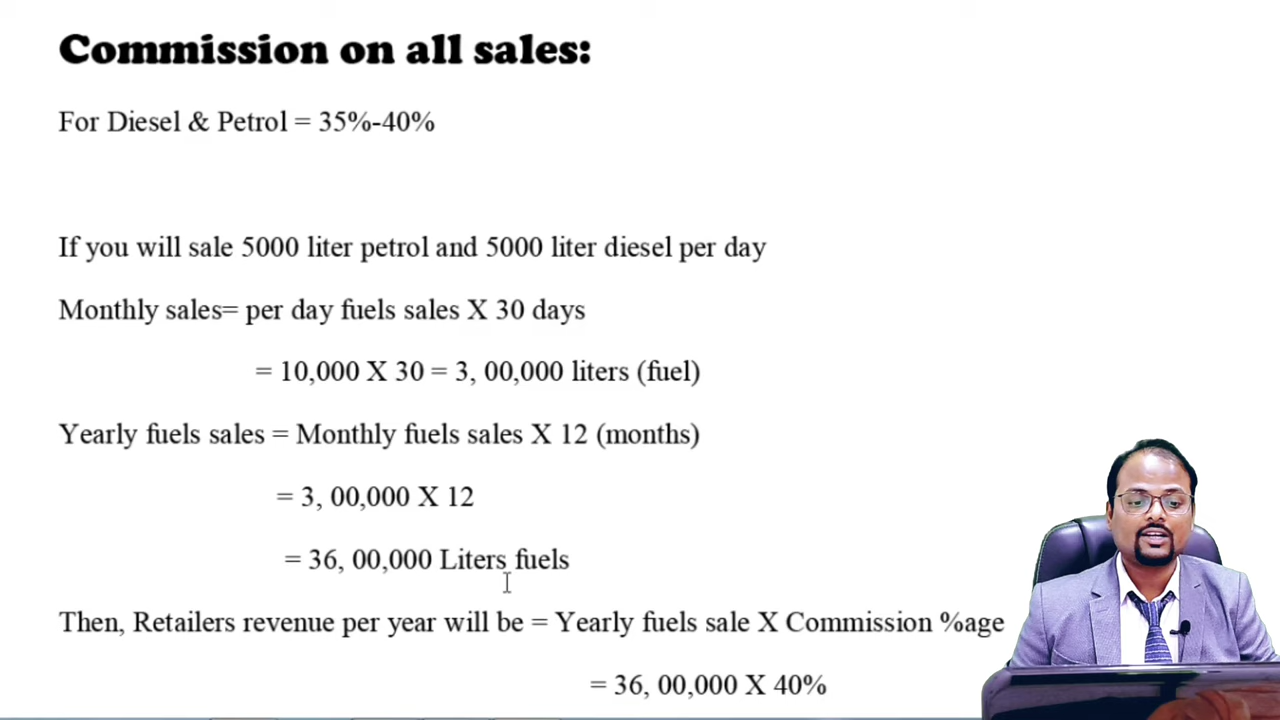 Commission on all sales:
For Diesel & Petrol = 35%-40%
If you will sale 5000 liter petrol and 5000 liter diesel per day
Monthly sales= per day fuels sales X 30 days
= 10,000 X 30 = 3, 00,000 liters (fuel)
Yearly fuels sales = Monthly fuels sales X 12 (months)
= 3, 00,000 X 12
= 36, 00,000 Liters fuels
Then, Retailers revenue per year will be = Yearly fuels sale X Commission %age
= 36, 00,000 X 40%